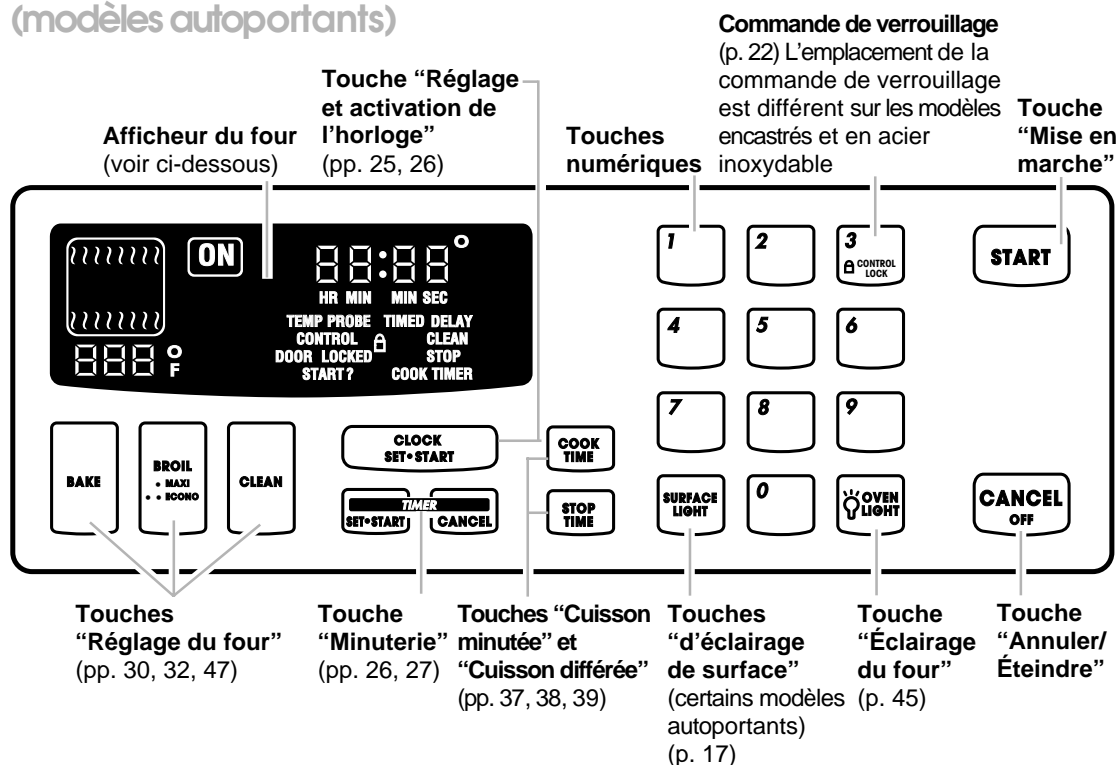 (modèles autoportants)
Commande de verrouillage
(p. 22) L'emplacement de la
commande de verrouillage
est différent sur les modèles
encastrés et en acier
inoxydable
Touche “Réglage
et activation de
l'horloge”
(pp. 25, 26)
Afficheur du four
(voir ci-dessous)
Touches
numériques
Touche
“Mise en
marche”
ON
88:88°
HR MIN MIN SEC
TEMP PROBE TIMED DELAY
CONTROL CLEAN
DOOR LOCKED STOP
START? COOK TIMER
888 °F
1
2
3
CONTROL
LOCK
START
4
5
6
7
8
9
BAKE
BROIL
• MAXI
• • ECONO
CLEAN
CLOCK
SET•START
COOK
TIME
TIMER
SET•START CANCEL
STOP
TIME
SURFACE
LIGHT
0
OVEN
LIGHT
CANCEL
OFF
Touches
“Réglage du four”
(pp. 30, 32, 47)
Touche
“Minuterie”
(pp. 26, 27)
Touches “Cuisson
minutée” et
“Cuisson différée”
(pp. 37, 38, 39)
Touches
“d'éclairage
de surface”
(certains modèles
autoportants)
(p. 17)
Touche
“Éclairage
du four”
(p. 45)
Touche
“Annuler/
Éteindre”